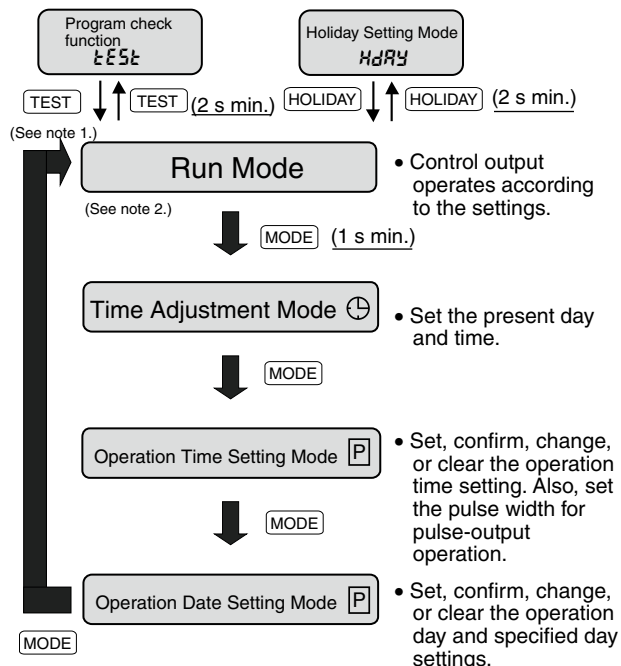 Program check
function
tESt
Holiday Setting Mode
HdAY
TEST
TEST
(2 s min.)
HOLIDAY
HOLIDAY
(2 s min.)
(See note 1.)
Run Mode
• Control output
operates according
to the settings.
(See note 2.)
MODE
(1 s min.)
Time Adjustment Mode
• Set the present day
and time.
MODE
Operation Time Setting Mode P
• Set, confirm, change,
or clear the operation
time setting. Also, set
the pulse width for
pulse-output
operation.
MODE
Operation Date Setting Mode P
• Set, confirm, change,
or clear the operation
day and specified day
settings.
MODE